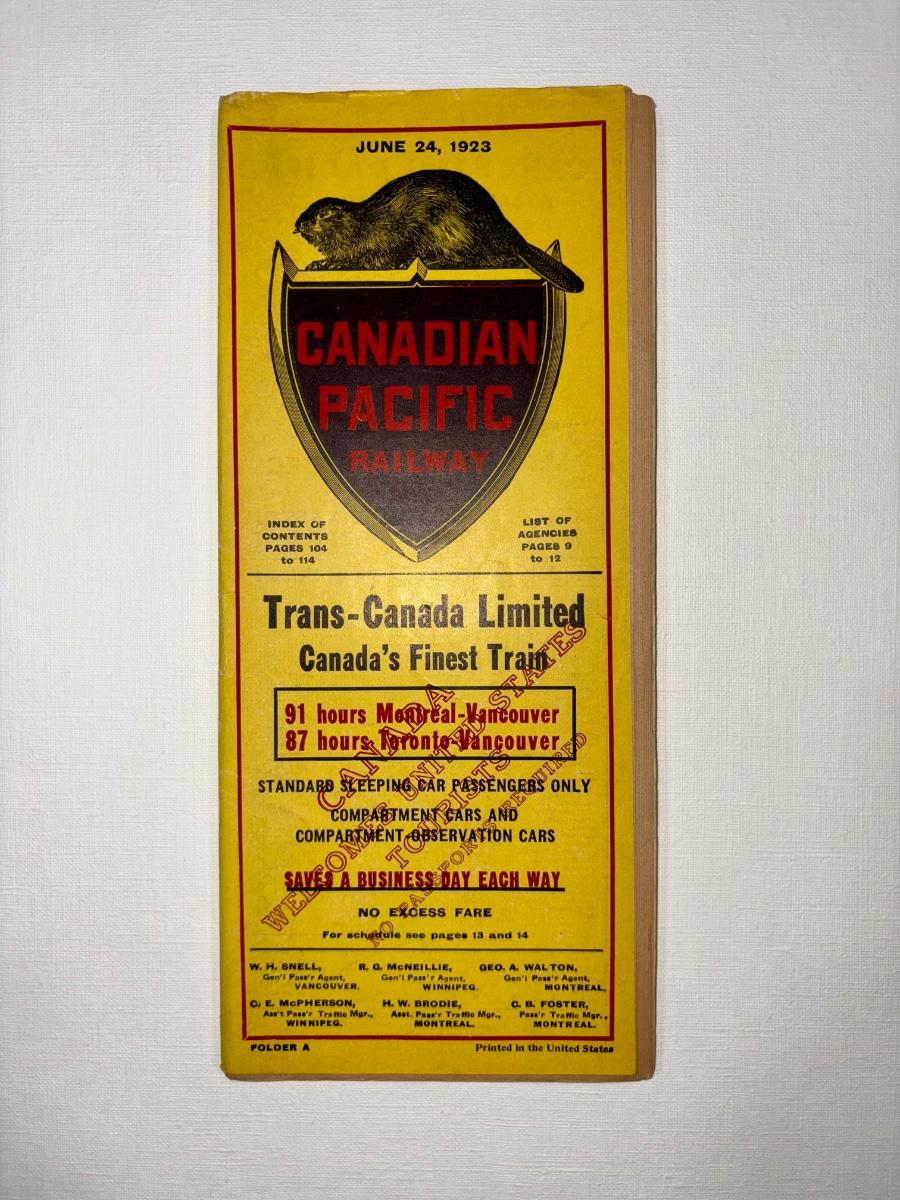 JUNE 24, 1923
CANADIAN
PACIFIC
RAILWAY
INDEX OF
CONTENTS
PAGES 104
to 114
LIST OF
AGENCIES
PAGES 9
to 12
Trans-Canada Limited
Canada's Finest Train
91 hours Montreal-Vancouver
87 hours Toronto-Vancouver
STANDARD SLEEPING CAR PASSENGERS ONLY
COMPARTMENT CARS AND
COMPARTMENT-OBSERVATION CARS
SAVES A BUSINESS DAY EACH WAY
NO EXCESS FARE
For schedule see pages 13 and 14
CANADA
WELCOMES UNITED STATES
TOURISTS
NO PASSPORTS REQUIRED
W. H. SNELL,
Gen'l Pass'r Agent,
VANCOUVER.
R. G. McNEILLIE,
Gen'l Pass'r Agent,
WINNIPEG.
GEO. A. WALTON,
Gen'l Pass'r Agent,
MONTREAL,
C. E. McPHERSON,
Ass't Pass'r Traffic Mgr.,
WINNIPEG.
H. W. BRODIE,
Asst. Pass'r Traffic Mgr.,
MONTREAL.
C. B. FOSTER,
Pass'r Traffic Mgr.,
MONTREAL.
FOLDER A
Printed in the United States